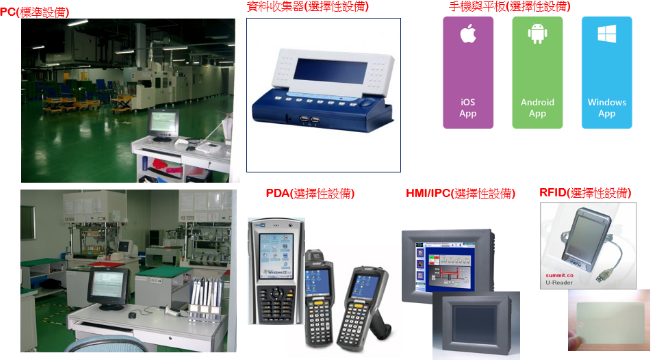 PC(標準設備)
資料收集器(選擇性設備)
手機與平板(選擇性設備)
iOS
App
Android
App
Windows
App
PDA(選擇性設備)
HMI/IPC(選擇性設備)
RFID(選擇性設備)
summit.co
U-Reader